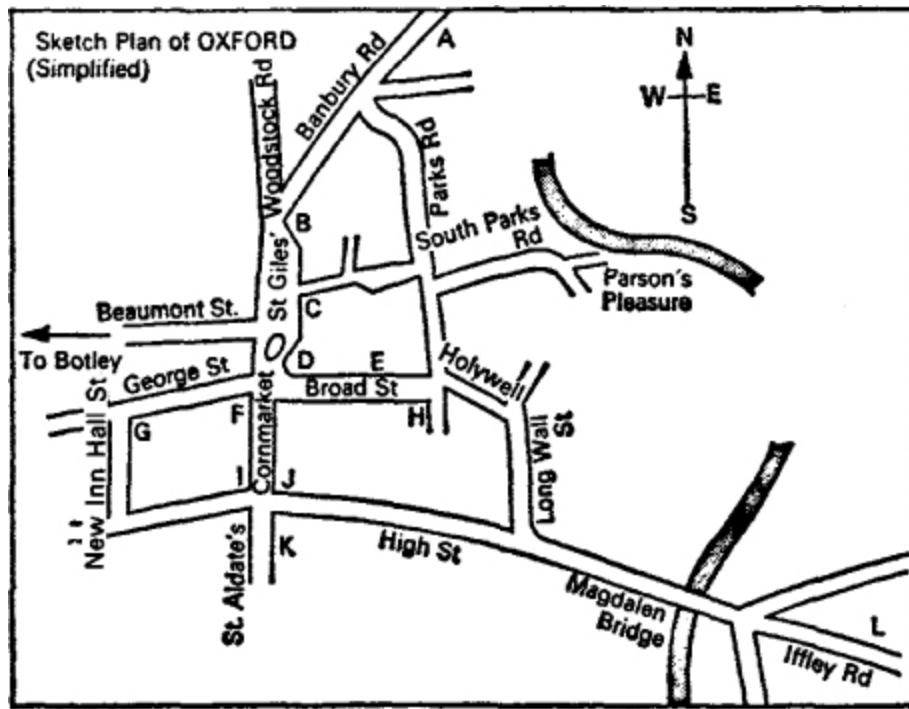 Sketch Plan of OXFORD
(Simplified)
Woodstock Rd
Banbury Rd
A
N
W E
S
Parks Rd
B
South Parks
Rd
St Giles'
Parson's
Pleasure
Beaumont St.
C
To Botley
D
E
Holywell
George St
Broad St
New Inn Hall St
G
F
Cornmarket
H
Long Wall
St
I
J
St. Aldate's
K
High St
Magdalen
Bridge
L
Iffley Rd